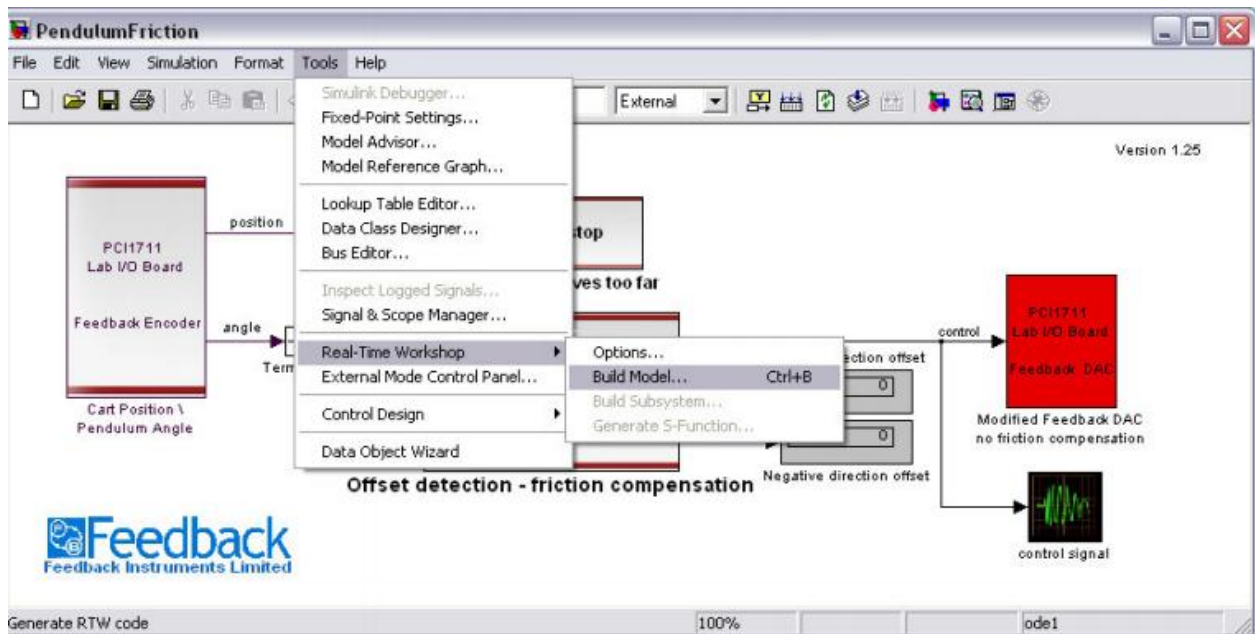 PendulumFriction
File Edit View Simulation Format Tools Help
External
Simulink Debugger...
Fixed-Point Settings...
Model Advisor...
Model Reference Graph...
Lookup Table Editor...
Data Class Designer...
Bus Editor...
Inspect Logged Signals...
Signal & Scope Manager...
Real-Time Workshop
External Mode Control Panel...
Control Design
Data Object Wizard
Options...
Build Model... Ctrl+B
Build Subsystem...
Generate S-Function...
Version 1.25
PCI1711
Lab I/O Board
Feedback Encoder
position
angle
Cart Position \
Pendulum Angle
Term
stop
ves too far
ection offset
0
0
Negative direction offset
Offset detection - friction compensation
control
PCI1711
Lab I/O Board
Feedback DAC
Modified Feedback DAC
no friction compensation
control signal
Feedback
Feedback Instruments Limited
Generate RTW code 100% ode1